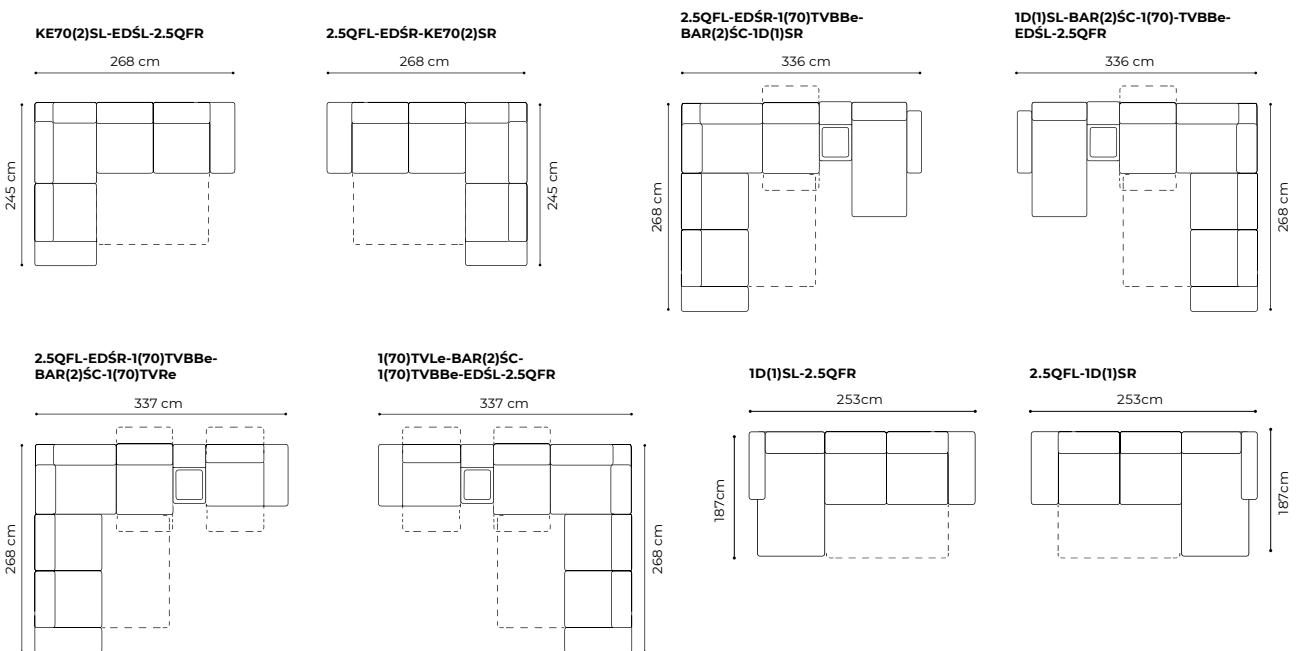 KE70(2)SL-EDŚL-2.5QFR
268 cm
245 cm
2.5QFL-EDŚR-KE70(2)SR
268 cm
245 cm
2.5QFL-EDŚR-1(70)TVBBe-
BAR(2)ŚC-1D(1)SR
336 cm
268 cm
1D(1)SL-BAR(2)ŚC-1(70)-TVBBe-
EDŚL-2.5QFR
336 cm
268 cm
2.5QFL-EDŚR-1(70)TVBBe-
BAR(2)ŚC-1(70)TVRe
337 cm
268 cm
1(70)TVLe-BAR(2)ŚC-
1(70)TVBBe-EDŚL-2.5QFR
337 cm
268 cm
1D(1)SL-2.5QFR
253cm
187cm
2.5QFL-1D(1)SR
253cm
187cm